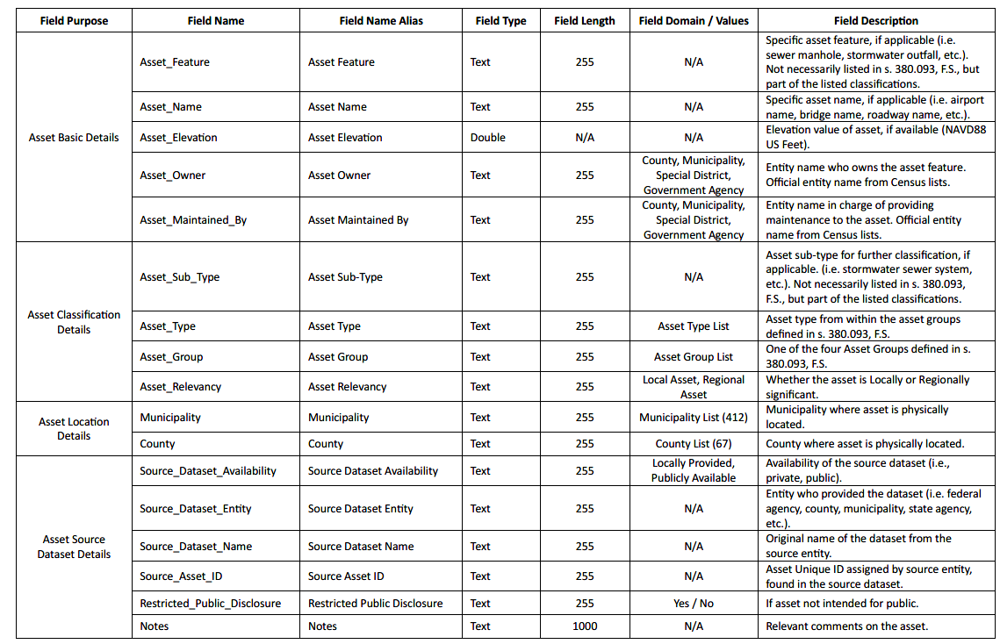 Field Purpose Field Name Field Name Alias Field Type Field Length Field Domain / Values Field Description
Asset Basic Details
Asset_Feature Asset Feature Text 255 N/A
Specific asset feature, if applicable (i.e.
sewer manhole, stormwater outfall, etc.).
Not necessarily listed in s. 380.093, F.S., but
part of the listed classifications.
Asset_Name Asset Name Text 255 N/A
Specific asset name, if applicable (i.e. airport
name, bridge name, roadway name, etc.).
Asset_Elevation Asset Elevation Double N/A N/A
Elevation value of asset, if available (NAVD88
US Feet).
Asset_Owner Asset Owner Text 255
County, Municipality,
Special District,
Government Agency
Entity name who owns the asset feature.
Official entity name from Census lists.
Asset_Maintained_By Asset Maintained By Text 255
County, Municipality,
Special District,
Government Agency
Entity name in charge of providing
maintenance to the asset. Official entity
name from Census lists.
Asset Classification
Details
Asset_Sub_Type Asset Sub-Type Text 255 N/A
Asset sub-type for further classification, if
applicable. (i.e. stormwater sewer system,
etc.). Not necessarily listed in s. 380.093,
F.S., but part of the listed classifications.
Asset_Type Asset Type Text 255 Asset Type List
Asset type from within the asset groups
defined in s. 380.093, F.S.
Asset_Group Asset Group Text 255 Asset Group List
One of the four Asset Groups defined in s.
380.093, F.S.
Asset_Relevancy Asset Relevancy Text 255
Local Asset, Regional
Asset
Whether the asset is Locally or Regionally
significant.
Asset Location
Details
Municipality Municipality Text 255 Municipality List (412)
Municipality where asset is physically
located.
County County Text 255 County List (67) County where asset is physically located.
Asset Source
Dataset Details
Source_Dataset_Availability Source Dataset Availability Text 255
Locally Provided,
Publicly Available
Availability of the source dataset (i.e.,
private, public).
Source_Dataset_Entity Source Dataset Entity Text 255 N/A
Entity who provided the dataset (i.e. federal
agency, county, municipality, state agency,
etc.).
Source_Dataset_Name Source Dataset Name Text 255 N/A
Original name of the dataset from the
source entity.
Source_Asset_ID Source Asset ID Text 255 N/A
Asset Unique ID assigned by source entity,
found in the source dataset.
Restricted_Public_Disclosure Restricted Public Disclosure Text 255 Yes / No If asset not intended for public.
Notes Notes Text 1000 N/A Relevant comments on the asset.